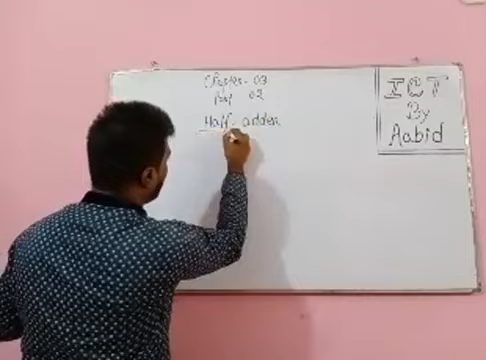 Chapter - 03
Part 02
Half - adder
ICT
By
Aabid